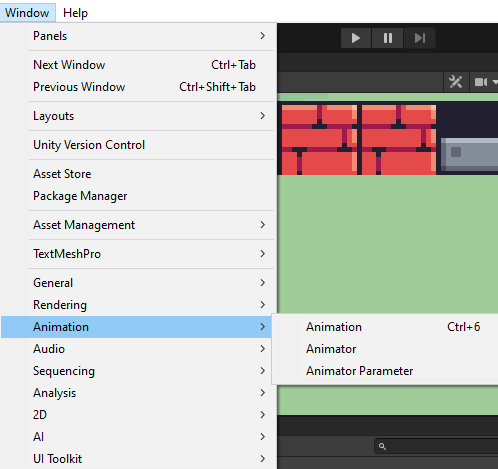 Window Help
Panels
Next Window Ctrl+Tab
Previous Window Ctrl+Shift+Tab
Layouts
Unity Version Control
Asset Store
Package Manager
Asset Management
TextMeshPro
General
Rendering
Animation
Animation Ctrl+6
Audio
Animator
Sequencing
Animator Parameter
Analysis
2D
AI
UI Toolkit